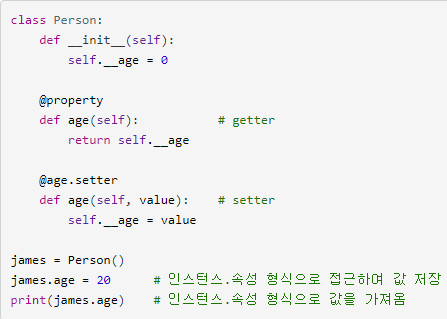 class Person:
    def __init__(self):
        self.__age = 0

    @property
    def age(self):           # getter
        return self.__age

    @age.setter
    def age(self, value):    # setter
        self.__age = value

james = Person()
james.age = 20      # 인스턴스.속성 형식으로 접근하며 값 저장
print(james.age)    # 인스턴스.속성 형식으로 값을 가져옴